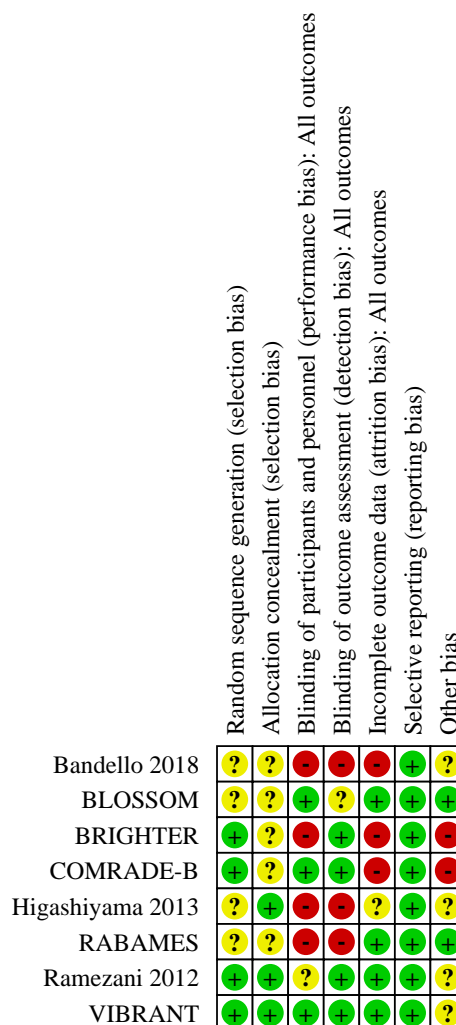 Random sequence generation (selection bias)
Allocation concealment (selection bias)
Blinding of participants and personnel (performance bias): All outcomes
Blinding of outcome assessment (detection bias): All outcomes
Incomplete outcome data (attrition bias): All outcomes
Selective reporting (reporting bias)
Other bias
Bandello 2018 ? ? - - - + ?
BLOSSOM ? ? + ? + + +
BRIGHTER + ? - + - + -
COMRADE-B + ? + + - + -
Higashiyama 2013 ? + - - ? + ?
RABAMES ? ? - - + + +
Ramezani 2012 + + ? + + + ?
VIBRANT + + + + + + ?